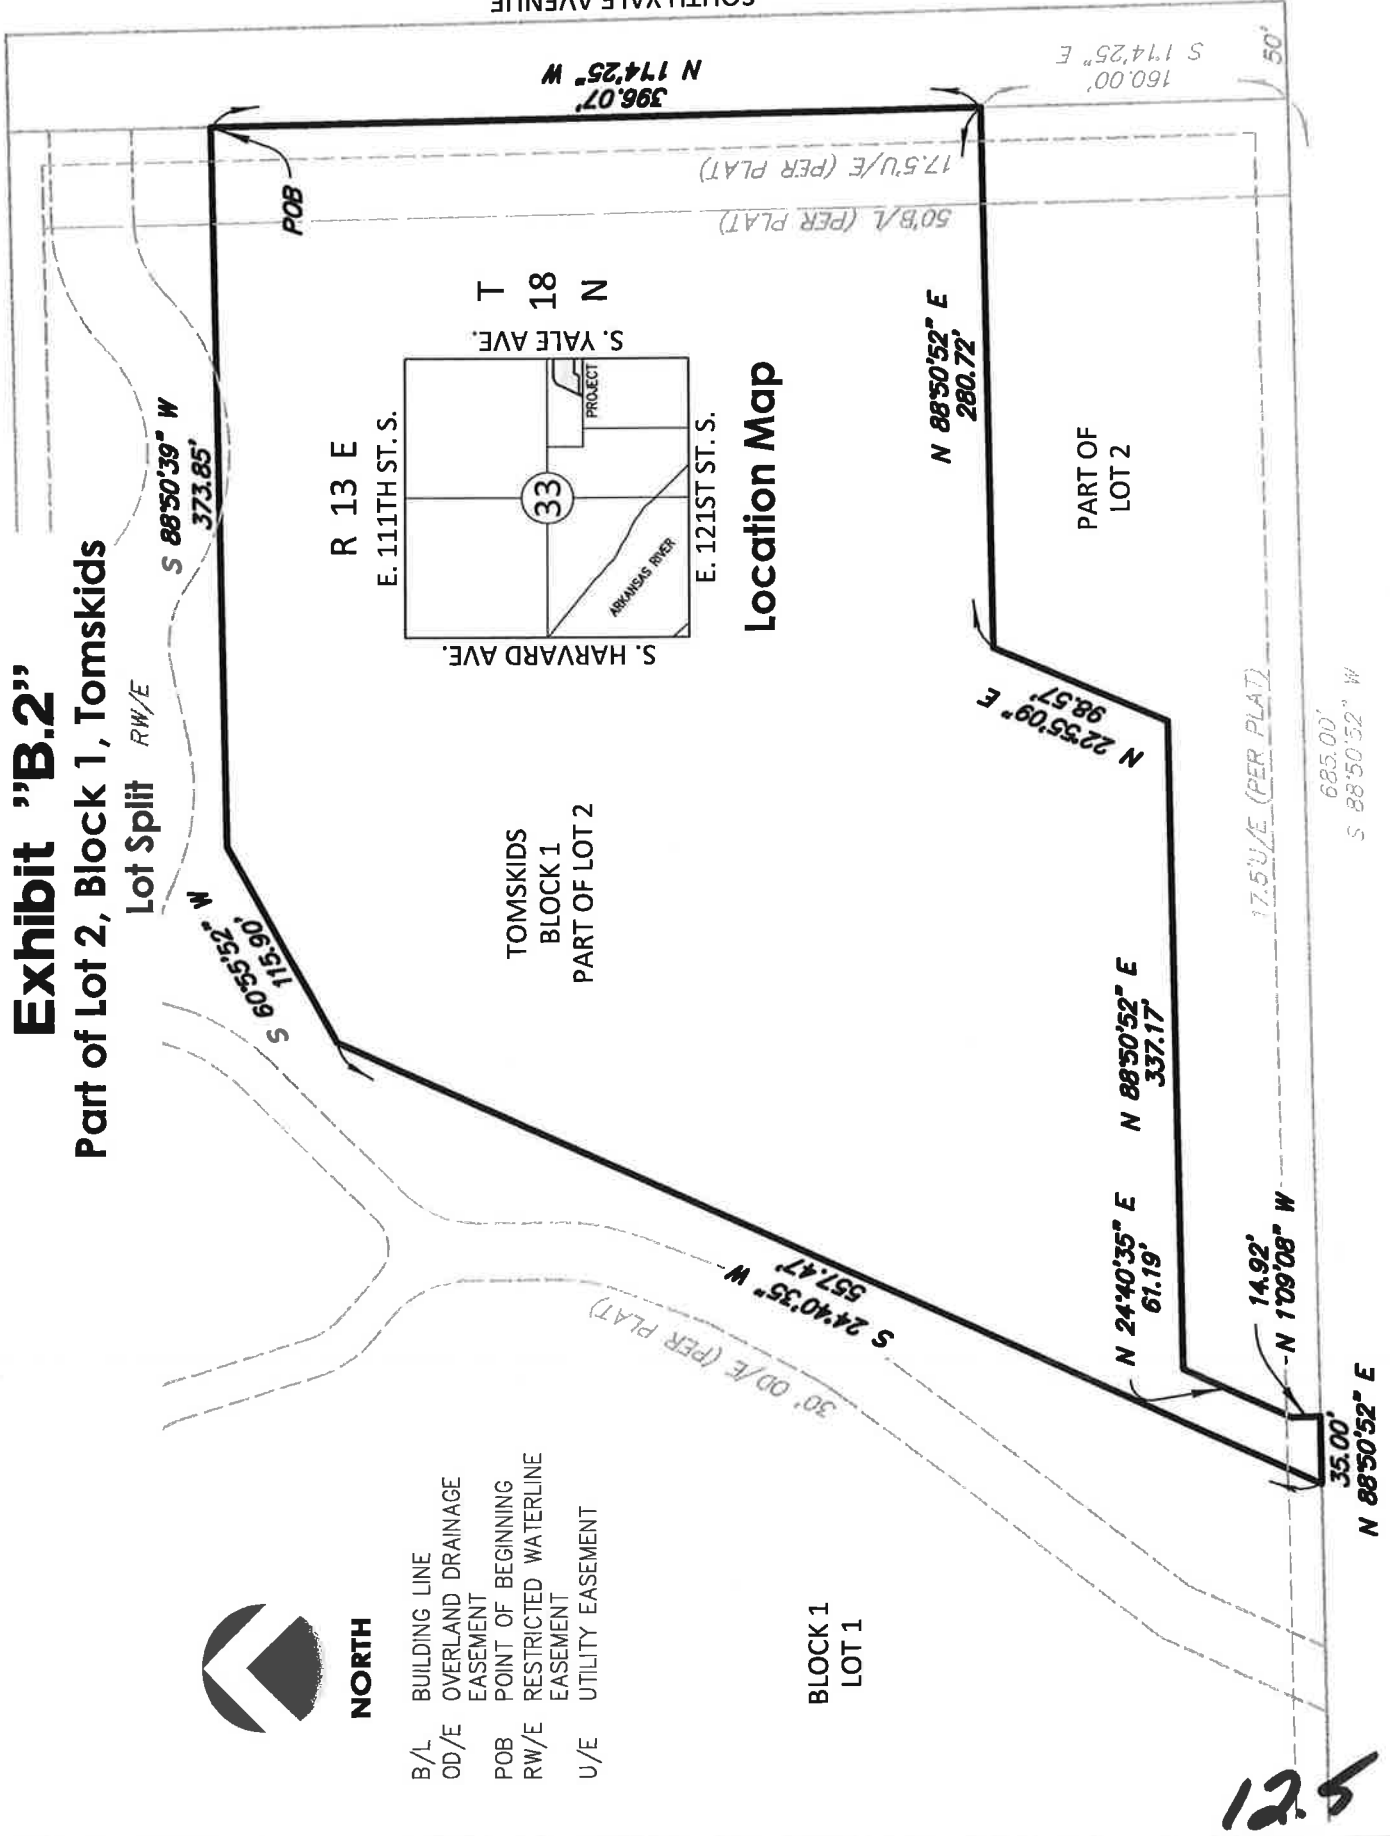 Exhibit "B.2"
Part of Lot 2, Block 1, Tomskids
Lot Split
RW/E
NORTH
B/L BUILDING LINE
OD/E OVERLAND DRAINAGE
EASEMENT
POB POINT OF BEGINNING
RW/E RESTRICTED WATERLINE
EASEMENT
U/E UTILITY EASEMENT
S 88°50'39" W
373.85'
S 60°55'52" W
115.90'
POB
SOUTH YALE AVENUE
N 1°14'25" W
396.07'
S 1°14'25" E
160.00'
50'
17.5'U/E (PER PLAT)
50'B/L (PER PLAT)
R 13 E
E. 111TH ST. S.
T
18
N
S. YALE AVE.
S. HARVARD AVE.
33
PROJECT
ARKANSAS RIVER
E. 121ST ST. S.
Location Map
TOMSKIDS
BLOCK 1
PART OF LOT 2
N 88°50'52" E
280.72'
PART OF
LOT 2
N 22°55'09" E
98.57'
N 88°50'52" E
337.17'
S 24°40'35" W
557.47'
30' OD/E (PER PLAT)
N 24°40'35" E
61.19'
14.92'
N 1°09'08" W
35.00'
N 88°50'52" E
17.5'U/E (PER PLAT)
685.00'
S 88°50'52" W
BLOCK 1
LOT 1
12.5